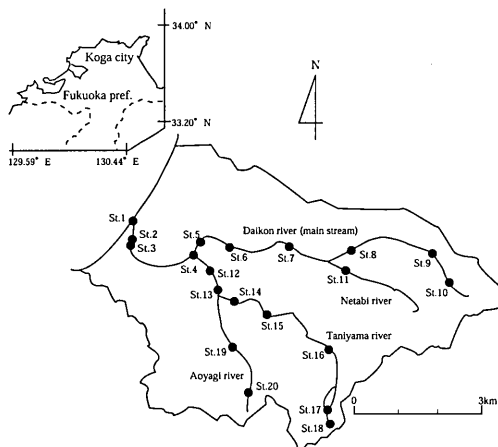 34.00° N
Koga city
Fukuoka pref.
33.20° N
129.59° E
130.44° E
N
St.1
St.2
St.3
St.5
St.6
Daikon river (main stream)
St.7
St.8
St.9
St.4
St.12
St.11
St.10
St.13
St.14
Netabi river
St.15
Taniyama river
St.19
St.16
Aoyagi river
St.20
St.17
St.18
0
3km